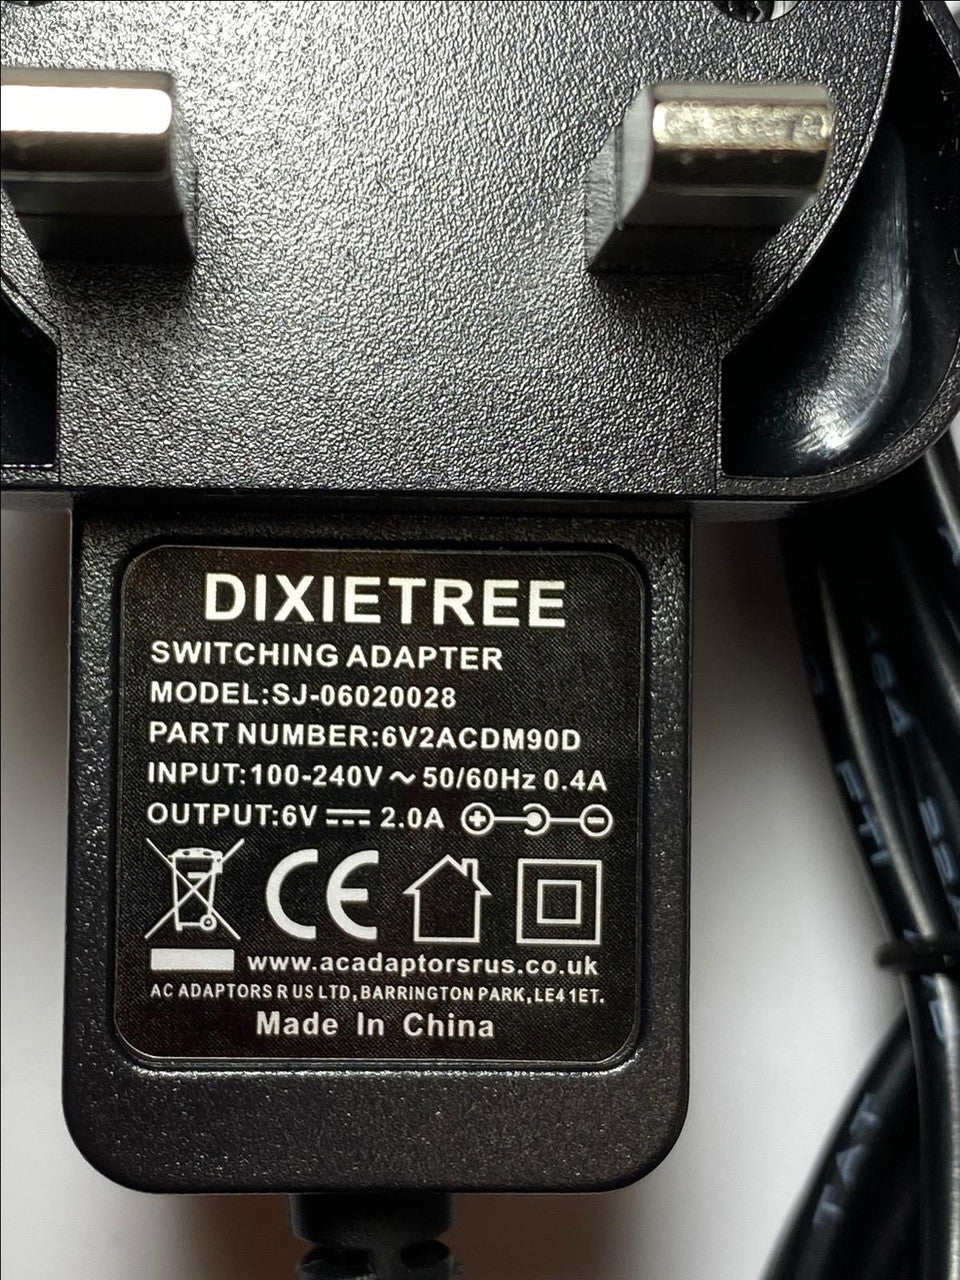 DIXIETREE
SWITCHING ADAPTER
MODEL:SJ-06020028
PART NUMBER:6V2ACDM90D
INPUT:100-240V ~ 50/60Hz 0.4A
OUTPUT:6V ⎓ 2.0A
CE
www.acadaptorsrus.co.uk
AC ADAPTORS R US LTD,BARRINGTON PARK,LE4 1ET.
Made In China